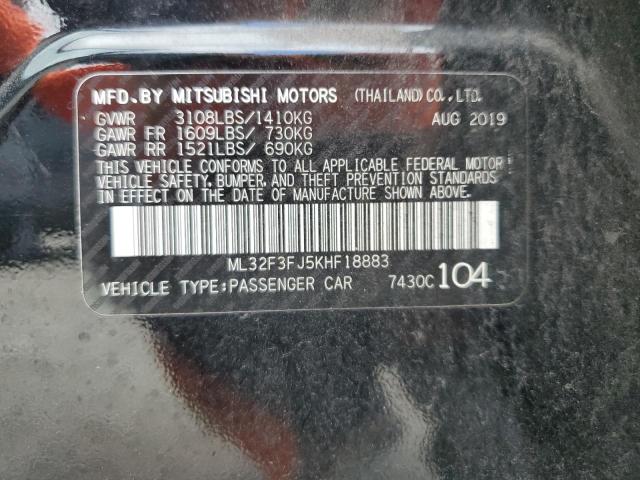 MFD.BY MITSUBISHI MOTORS (THAILAND)CO.,LTD.
GVWR 3108LBS/1410KG AUG 2019
GAWR FR 1609LBS/ 730KG
GAWR RR 1521LBS/ 690KG
THIS VEHICLE CONFORMS TO ALL APPLICABLE FEDERAL MOTOR
VEHICLE SAFETY, BUMPER, AND THEFT PREVENTION STANDARDS
IN EFFECT ON THE DATE OF MANUFACTURE SHOWN ABOVE.
ML32F3FJ5KHF18883
VEHICLE TYPE:PASSENGER CAR 7430C 104